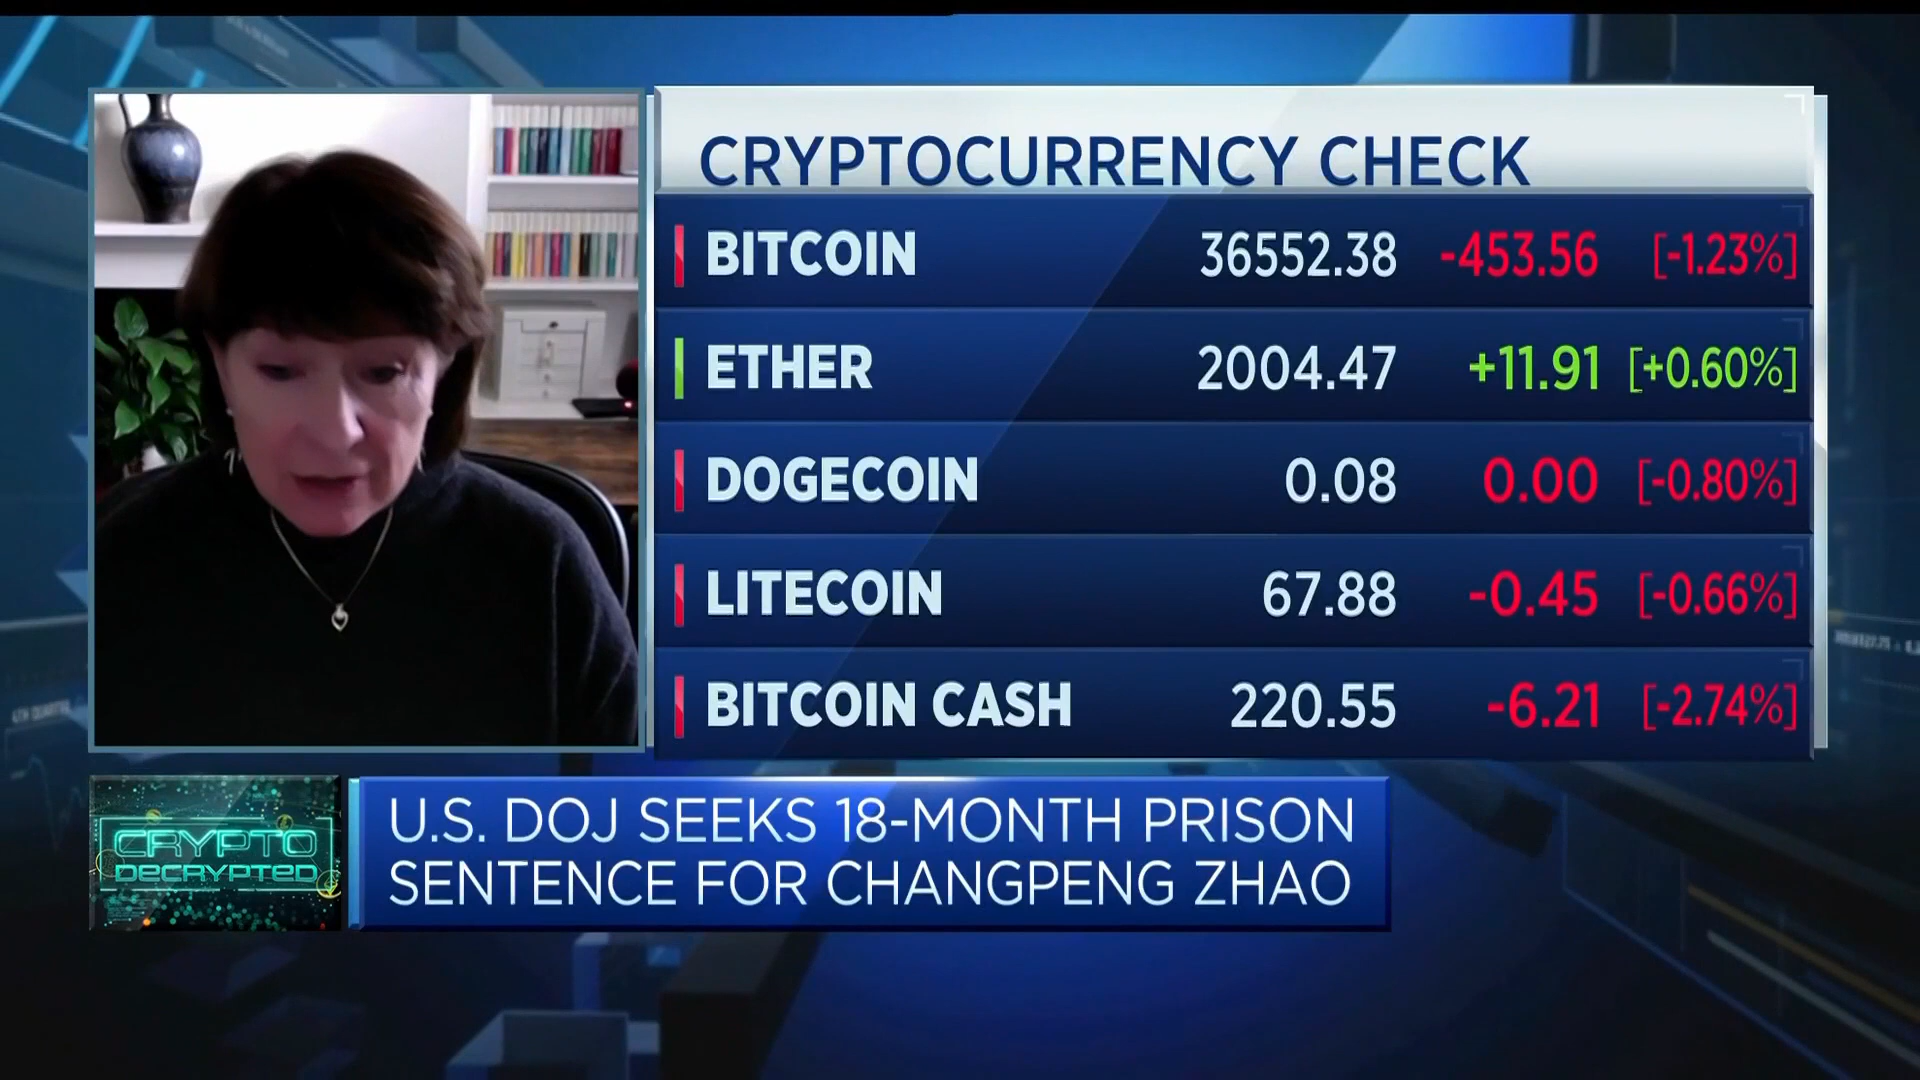 CRYPTOCURRENCY CHECK
BITCOIN 36552.38 -453.56 [-1.23%]
ETHER 2004.47 +11.91 [+0.60%]
DOGECOIN 0.08 0.00 [-0.80%]
LITECOIN 67.88 -0.45 [-0.66%]
BITCOIN CASH 220.55 -6.21 [-2.74%]
CRYPTO
DECRYPTED
U.S. DOJ SEEKS 18-MONTH PRISON
SENTENCE FOR CHANGPENG ZHAO
4TH QUARTER